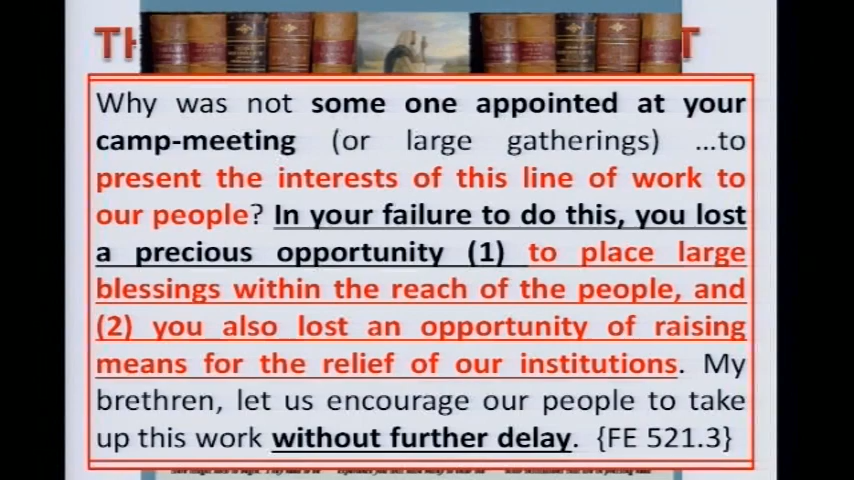 Why was not some one appointed at your
camp-meeting (or large gatherings) ...to
present the interests of this line of work to
our people? In your failure to do this, you lost
a precious opportunity (1) to place large
blessings within the reach of the people, and
(2) you also lost an opportunity of raising
means for the relief of our institutions. My
brethren, let us encourage our people to take
up this work without further delay. {FE 521.3}